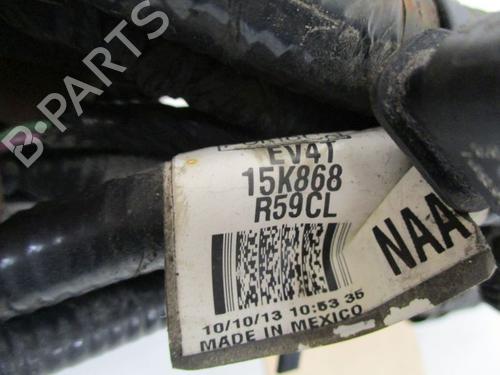 EV4T
15K868
R59CL
NAA
10/10/13 10:53 35
MADE IN MEXICO
B-PARTS